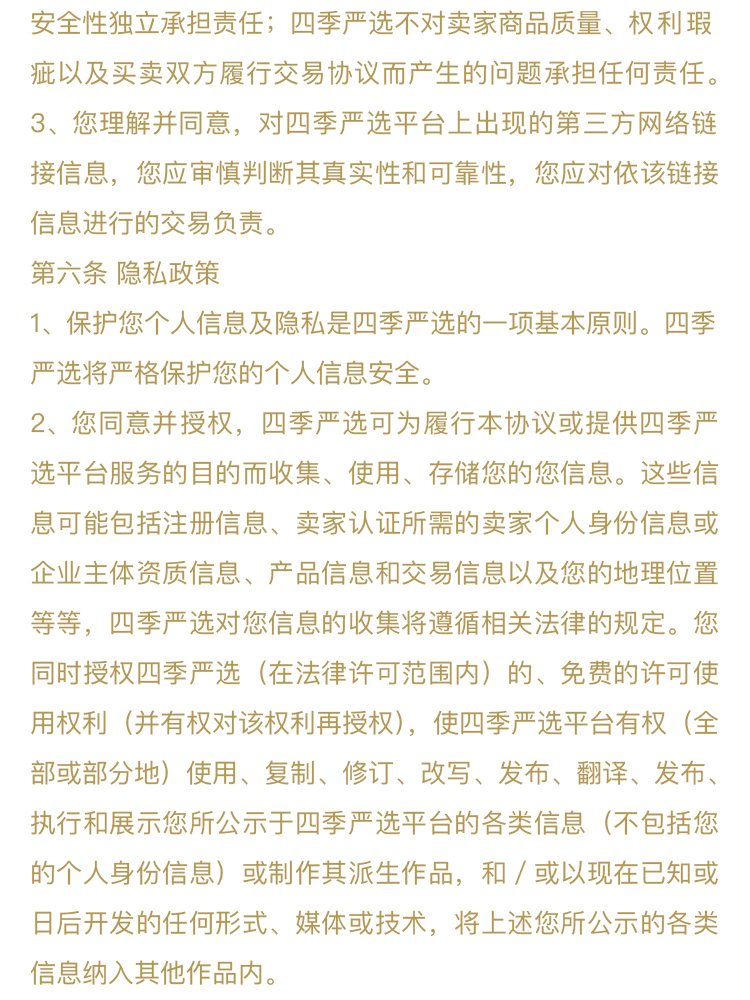 安全性独立承担责任；四季严选不对卖家商品质量、权利瑕
疵以及买卖双方履行交易协议而产生的问题承担任何责任。
3、您理解并同意，对四季严选平台上出现的第三方网络链
接信息，您应审慎判断其真实性和可靠性，您应对依该链接
信息进行的交易负责。
第六条 隐私政策
1、保护您个人信息及隐私是四季严选的一项基本原则。四季
严选将严格保护您的个人信息安全。
2、您同意并授权，四季严选可为履行本协议或提供四季严
选平台服务的目的而收集、使用、存储您的您信息。这些信
息可能包括注册信息、卖家认证所需的卖家个人身份信息或
企业主体资质信息、产品信息和交易信息以及您的地理位置
等等，四季严选对您信息的收集将遵循相关法律的规定。您
同时授权四季严选（在法律许可范围内）的、免费的许可使
用权利（并有权对该权利再授权），使四季严选平台有权（全
部或部分地）使用、复制、修订、改写、发布、翻译、发布、
执行和展示您所公示于四季严选平台的各类信息（不包括您
的个人身份信息）或制作其派生作品，和／或以现在已知或
日后开发的任何形式、媒体或技术，将上述您所公示的各类
信息纳入其他作品内。